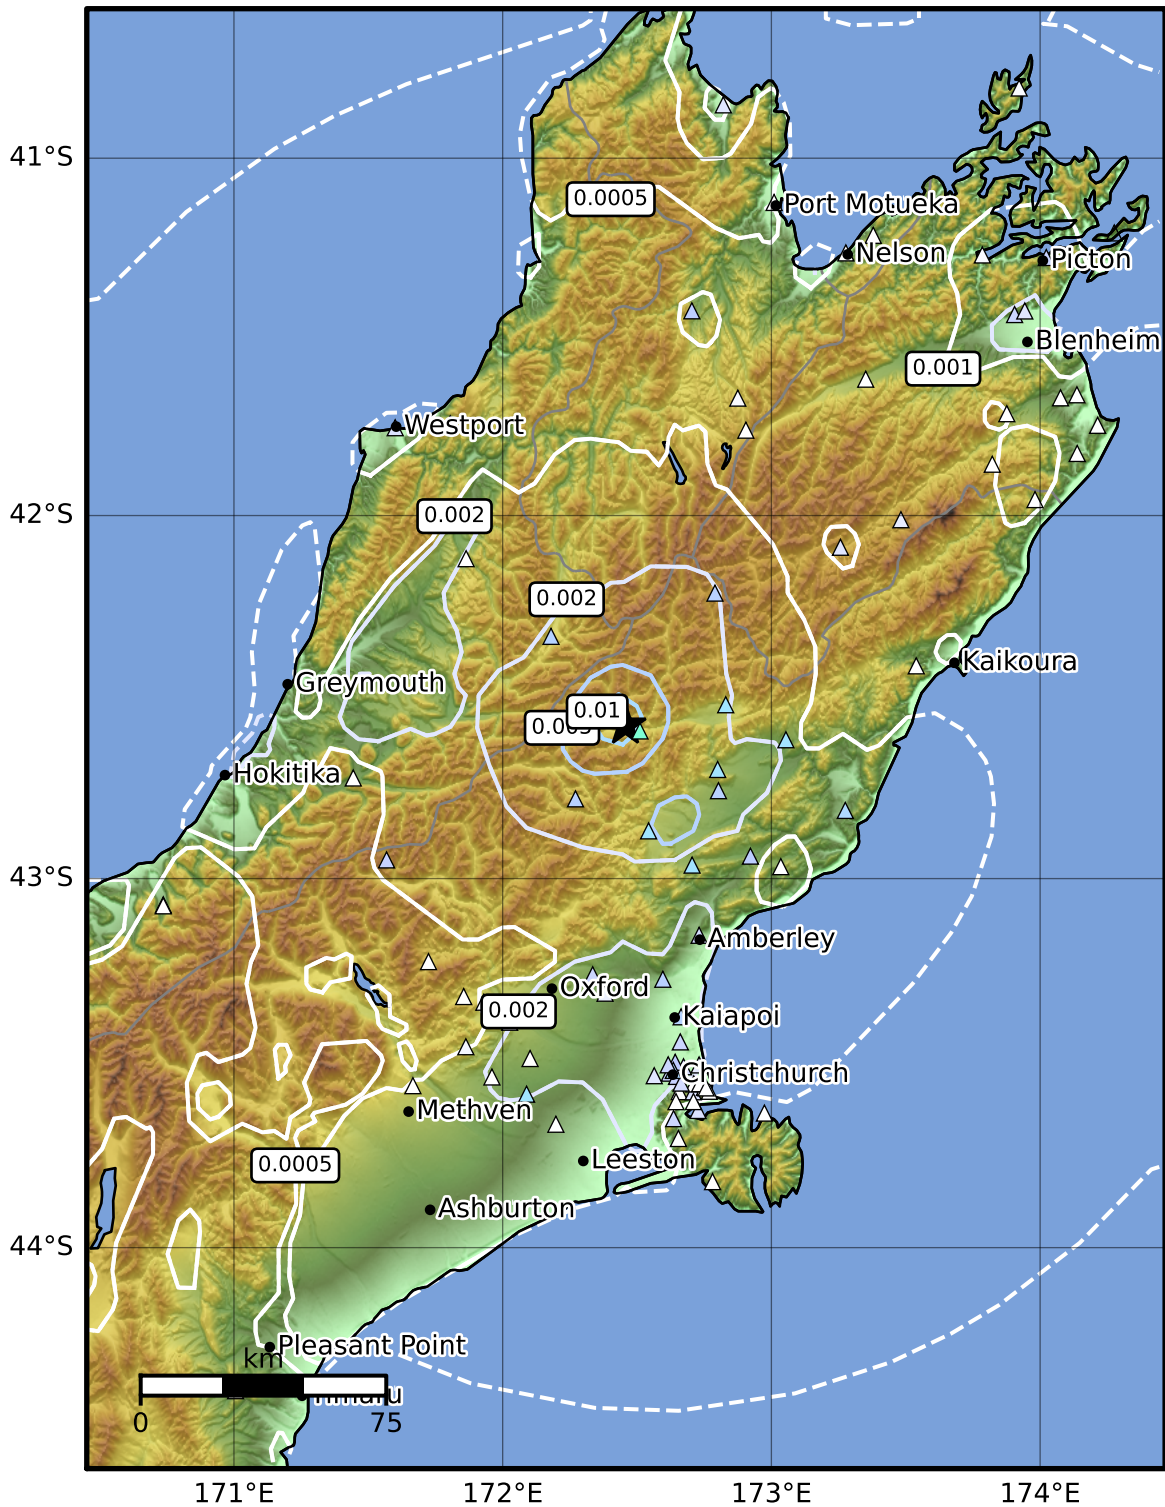 41°S
0.0005
Port Motueka
Nelson
Picton
Blenheim
0.001
Westport
42°S
0.002
0.002
Kaikoura
Greymouth
0.01
Hokitika
43°S
Amberley
Oxford
0.002
Kaiapoi
Christchurch
Methven
0.0005
Leeston
Ashburton
44°S
Pleasant Point
km
0
75
171°E
172°E
173°E
174°E